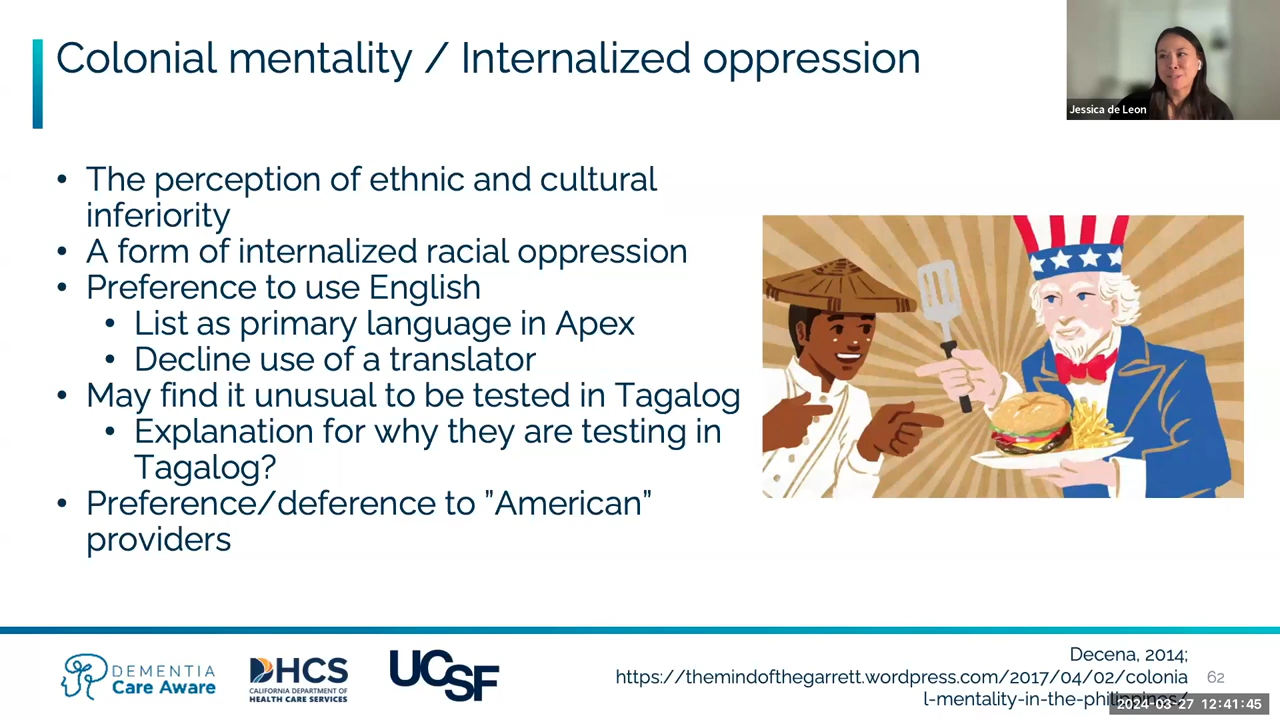 Colonial mentality / Internalized oppression
Jessica de Leon
• The perception of ethnic and cultural
inferiority
• A form of internalized racial oppression
• Preference to use English
• List as primary language in Apex
• Decline use of a translator
• May find it unusual to be tested in Tagalog
• Explanation for why they are testing in
Tagalog?
• Preference/deference to ”American”
providers
DEMENTIA
Care Aware
DHCS
CALIFORNIA DEPARTMENT OF
HEALTH CARE SERVICES
UCSF
Decena, 2014;
https://themindofthegarrett.wordpress.com/2017/04/02/colonia
l-mentality-in-the-philippines/
62
2024-03-27 12:41:45